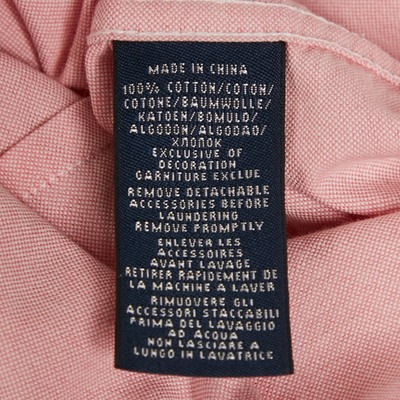 MADE IN CHINA
100% COTTON/COTON/
COTONE/BAUMWOLLE/
KATOEN/BOMULD/
ALGODON/ALGODAO/
ХЛОПОК
EXCLUSIVE OF
DECORATION
GARNITURE EXCLUE
REMOVE DETACHABLE
ACCESSORIES BEFORE
LAUNDERING
REMOVE PROMPTLY
ENLEVER LES
ACCESSOIRES
AVANT LAVAGE
RETIRER RAPIDEMENT DE
LA MACHINE A LAVER
RIMUOVERE GLI
ACCESSORI STACCABILI
PRIMA DEL LAVAGGIO
AD ACQUA
NON LASCIARE A
LUNGO IN LAVATRICE